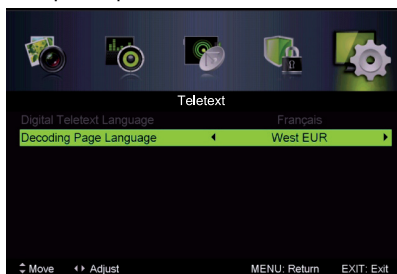 Teletext
Digital Teletext Language Français
Decoding Page Language West EUR
Move Adjust MENU: Return EXIT: Exit